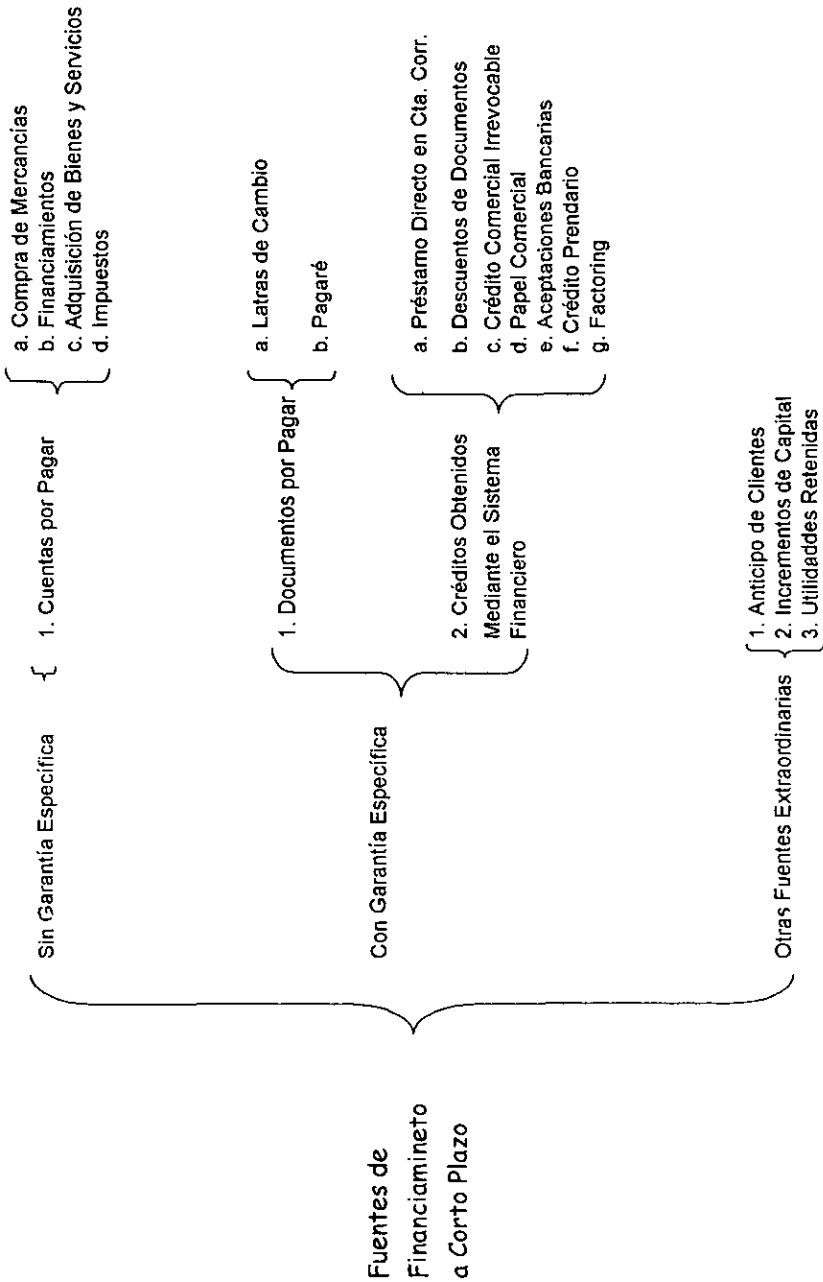 Fuentes de
Financiamineto
a Corto Plazo
Sin Garantía Específica
1. Cuentas por Pagar
a. Compra de Mercancías
b. Financiamientos
c. Adquisición de Bienes y Servicios
d. Impuestos
Con Garantía Específica
1. Documentos por Pagar
a. Latras de Cambio
b. Pagaré
2. Créditos Obtenidos
Mediante el Sistema
Financiero
a. Préstamo Directo en Cta. Corr.
b. Descuentos de Documentos
c. Crédito Comercial Irrevocable
d. Papel Comercial
e. Aceptaciones Bancarias
f. Crédito Prendario
g. Factoring
Otras Fuentes Extraordinarias
1. Anticipo de Clientes
2. Incrementos de Capital
3. Utilidaddes Retenidas